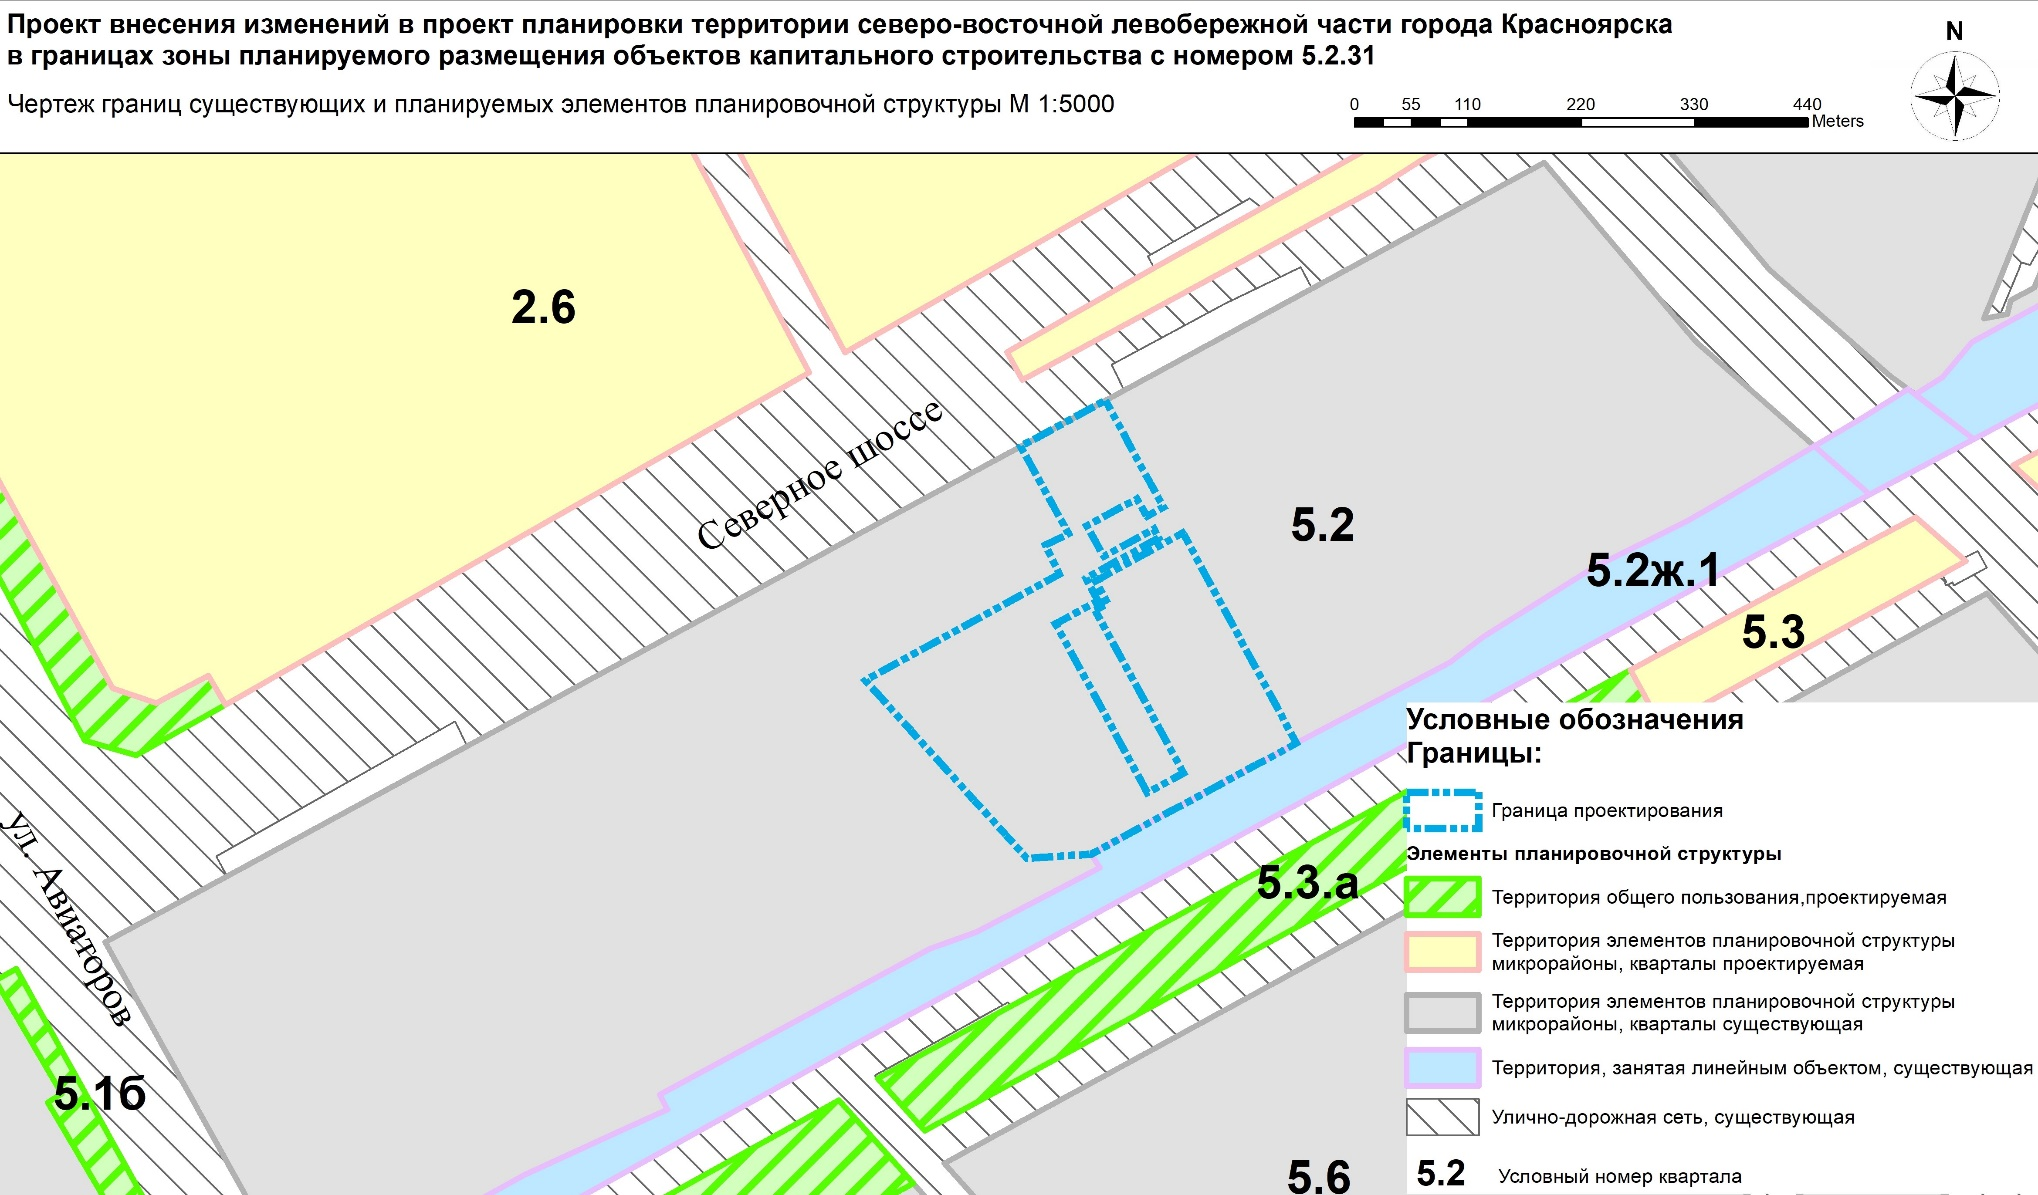 Проект внесения изменений в проект планировки территории северо-восточной левобережной части города Красноярска
в границах зоны планируемого размещения объектов капитального строительства с номером 5.2.31
Чертеж границ существующих и планируемых элементов планировочной структуры М 1:5000
0 55 110 220 330 440
Meters
N
2.6
Северное шоссе
5.2
5.2ж.1
5.3
ул. Авиаторов
5.3.а
5.1б
5.6
Условные обозначения
Границы:
Граница проектирования
Элементы планировочной структуры
Территория общего пользования,проектируемая
Территория элементов планировочной структуры
микрорайоны, кварталы проектируемая
Территория элементов планировочной структуры
микрорайоны, кварталы существующая
Территория, занятая линейным объектом, существующая
Улично-дорожная сеть, существующая
5.2 Условный номер квартала